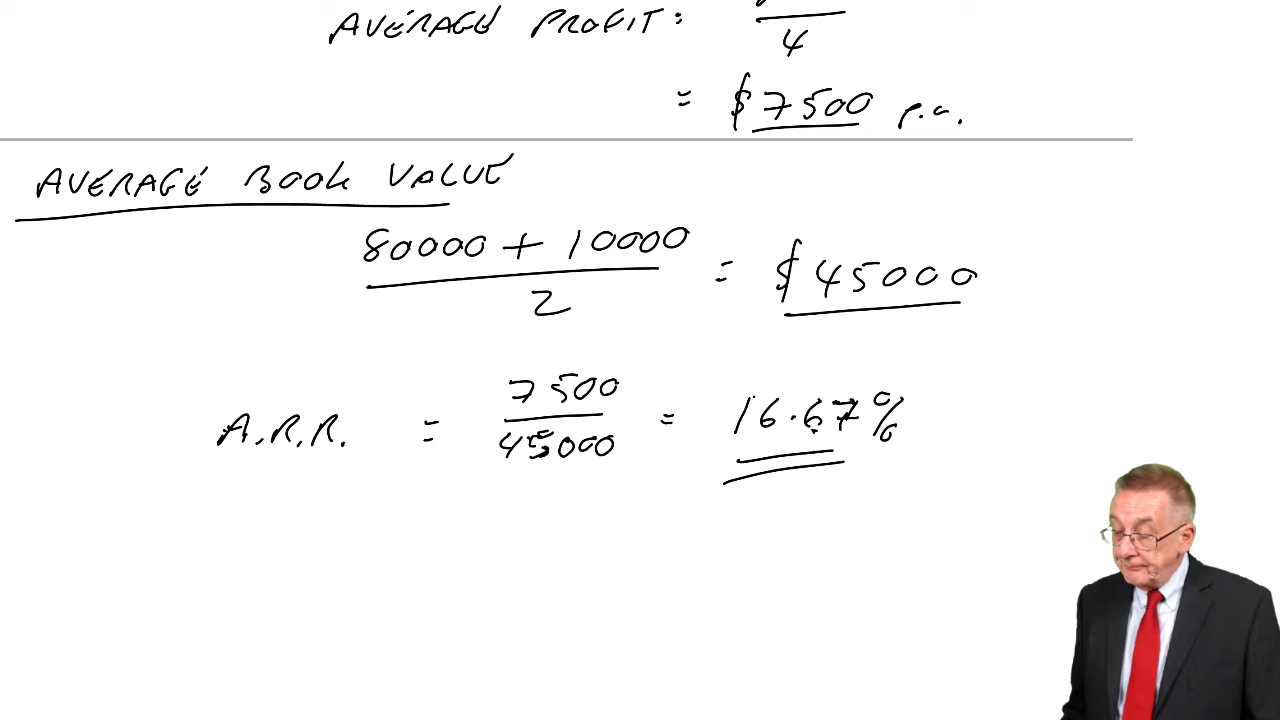 AVERAGE PROFIT:
4
= $7500 p.a.
AVERAGE BOOK VALUE
80000 + 10000
2
= $45000
A.R.R. = 7500
45000
= 16.67%